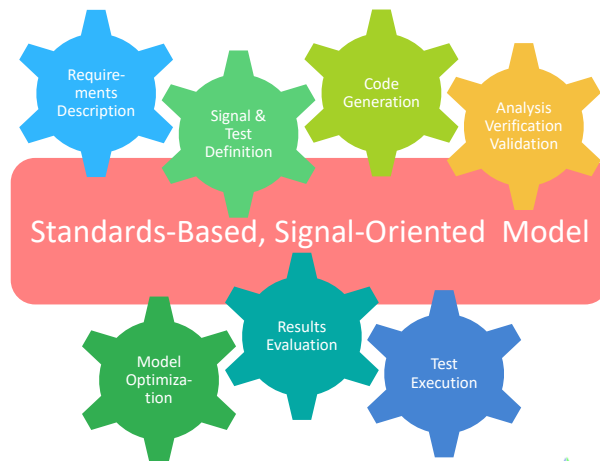 Require-
ments
Description
Signal &
Test
Definition
Code
Generation
Analysis
Verification
Validation
Standards-Based, Signal-Oriented Model
Model
Optimiza-
tion
Results
Evaluation
Test
Execution